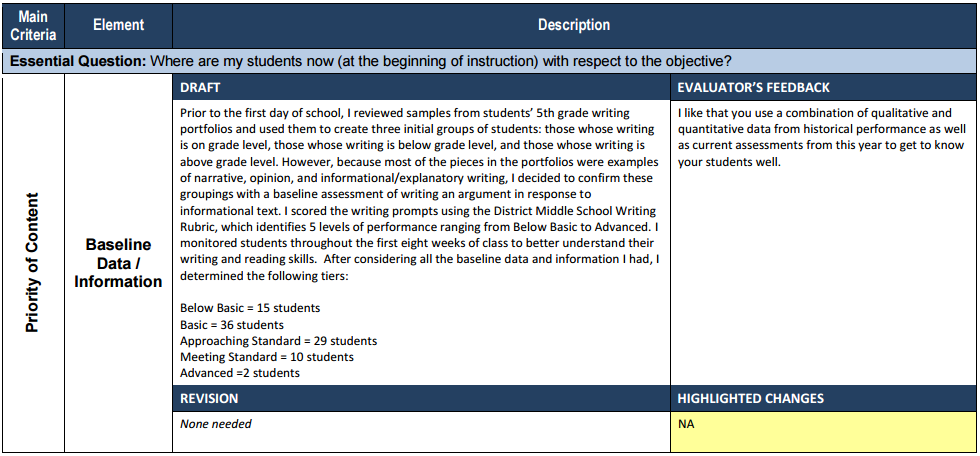 Main
Criteria
Element
Description
Essential Question: Where are my students now (at the beginning of instruction) with respect to the objective?
Priority of Content
Baseline
Data /
Information
DRAFT
Prior to the first day of school, I reviewed samples from students’ 5th grade writing
portfolios and used them to create three initial groups of students: those whose writing
is on grade level, those whose writing is below grade level, and those whose writing is
above grade level. However, because most of the pieces in the portfolios were examples
of narrative, opinion, and informational/explanatory writing, I decided to confirm these
groupings with a baseline assessment of writing an argument in response to
informational text. I scored the writing prompts using the District Middle School Writing
Rubric, which identifies 5 levels of performance ranging from Below Basic to Advanced. I
monitored students throughout the first eight weeks of class to better understand their
writing and reading skills.  After considering all the baseline data and information I had, I
determined the following tiers:
Below Basic = 15 students
Basic = 36 students
Approaching Standard = 29 students
Meeting Standard = 10 students
Advanced =2 students
EVALUATOR’S FEEDBACK
I like that you use a combination of qualitative and
quantitative data from historical performance as well
as current assessments from this year to get to know
your students well.
REVISION
None needed
HIGHLIGHTED CHANGES
NA